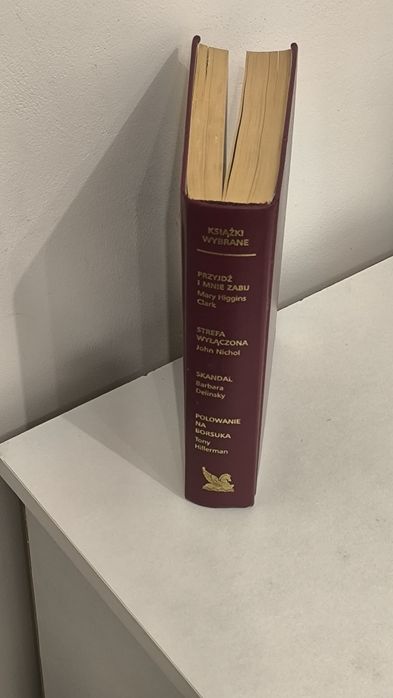 KSIĄŻKI
WYBRANE
PRZYJDŹ
I MNIE ZABIJ
Mary Higgins
Clark
STREFA
WYŁĄCZONA
John Nichol
SKANDAL
Barbara
Delinsky
POLOWANIE
NA
BORSUKA
Tony
Hillerman